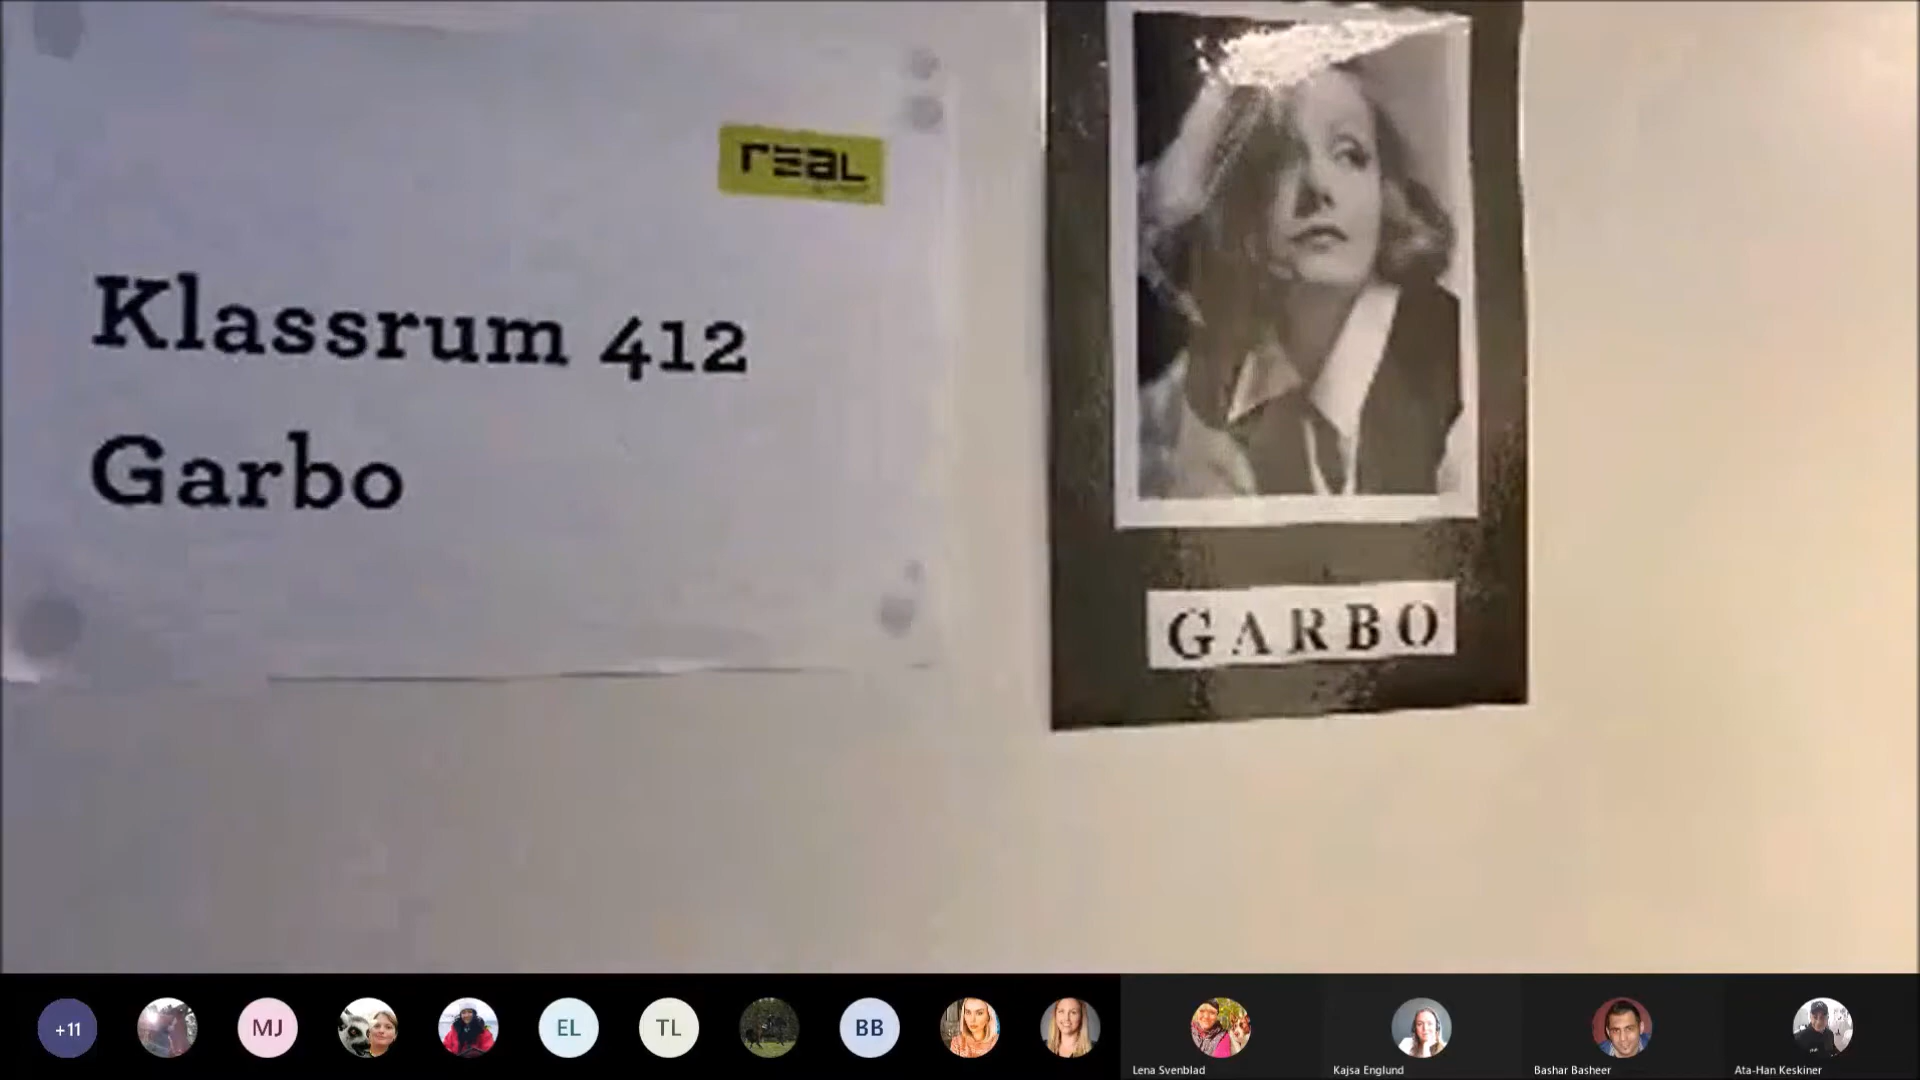 real
Klassrum 412
Garbo
GARBO
+11
MJ
EL
TL
BB
Lena Svenblad
Kajsa Englund
Bashar Basheer
Ata-Han Keskiner